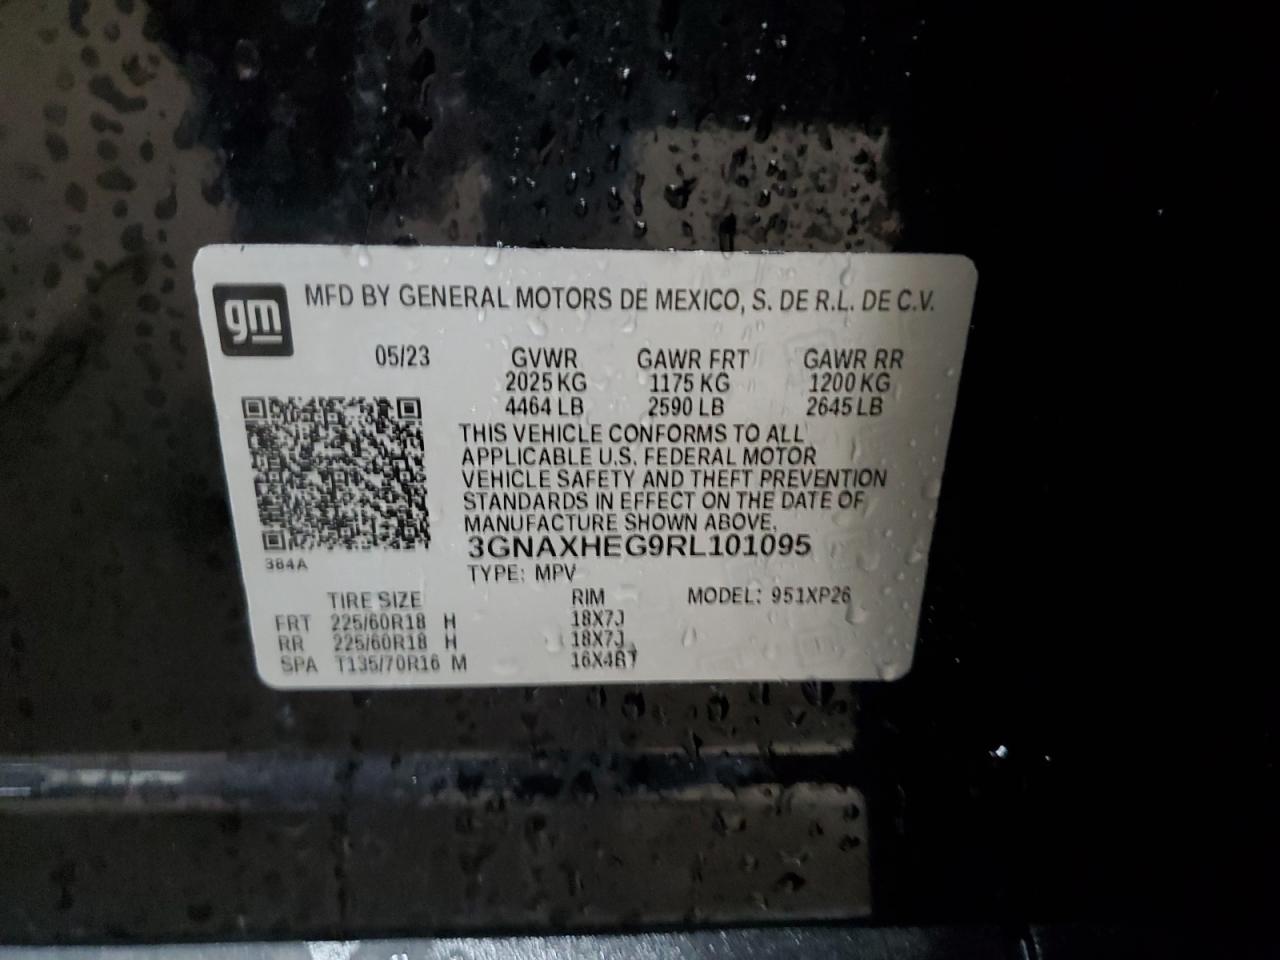 gm
MFD BY GENERAL MOTORS DE MEXICO, S. DE R.L. DE C.V.
05/23 GVWR GAWR FRT GAWR RR
2025 KG 1175 KG 1200 KG
4464 LB 2590 LB 2645 LB
THIS VEHICLE CONFORMS TO ALL
APPLICABLE U.S. FEDERAL MOTOR
VEHICLE SAFETY AND THEFT PREVENTION
STANDARDS IN EFFECT ON THE DATE OF
MANUFACTURE SHOWN ABOVE.
3GNAXHEG9RL101095
384A
TYPE: MPV
TIRE SIZE RIM MODEL: 951XP26
FRT 225/60R18 H 18X7J
RR 225/60R18 H 18X7J
SPA T135/70R16 M 16X4BT